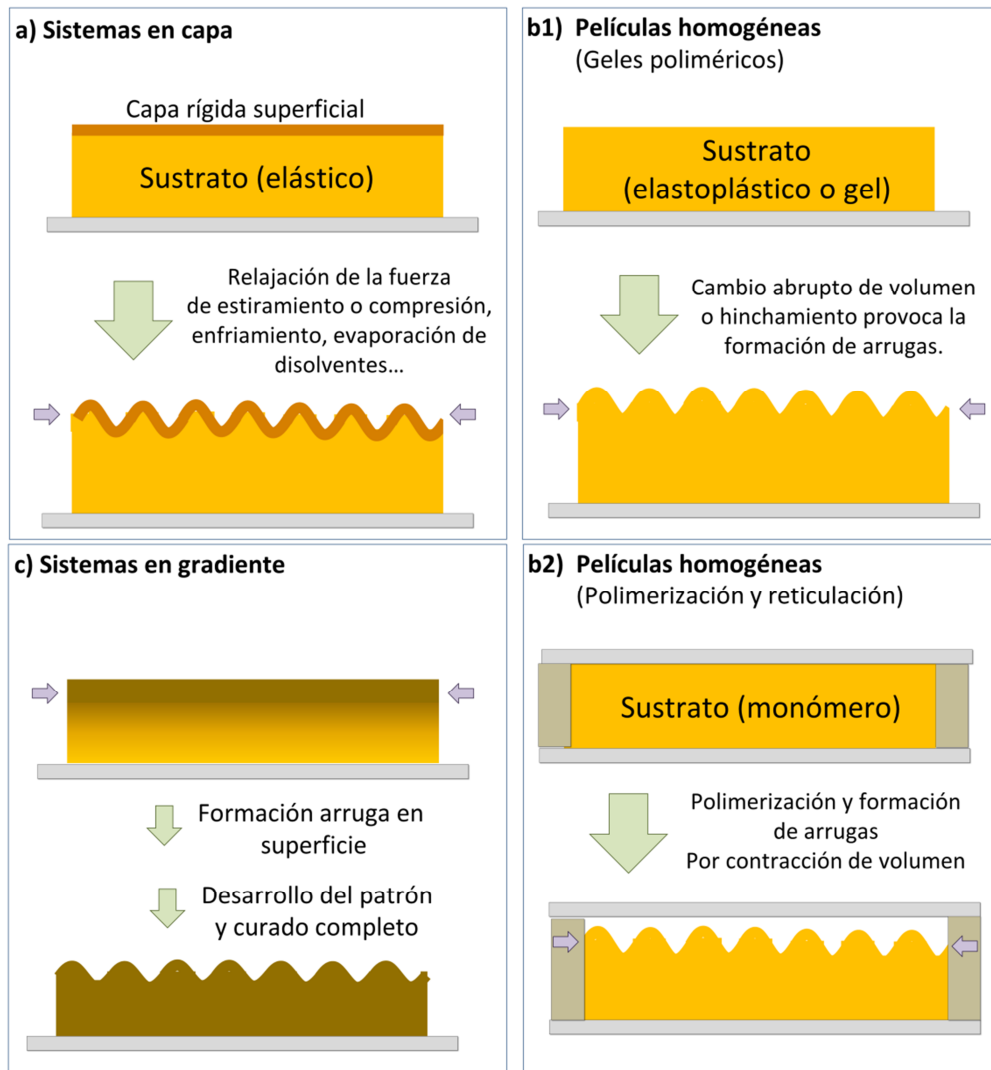 a) Sistemas en capa
Capa rígida superficial
Sustrato (elástico)
Relajación de la fuerza
de estiramiento o compresión,
enfriamiento, evaporación de
disolventes...
b1) Películas homogéneas
(Geles poliméricos)
Sustrato
(elastoplástico o gel)
Cambio abrupto de volumen
o hinchamiento provoca la
formación de arrugas.
c) Sistemas en gradiente
Formación arruga en
superficie
Desarrollo del patrón
y curado completo
b2) Películas homogéneas
(Polimerización y reticulación)
Sustrato (monómero)
Polimerización y formación
de arrugas
Por contracción de volumen